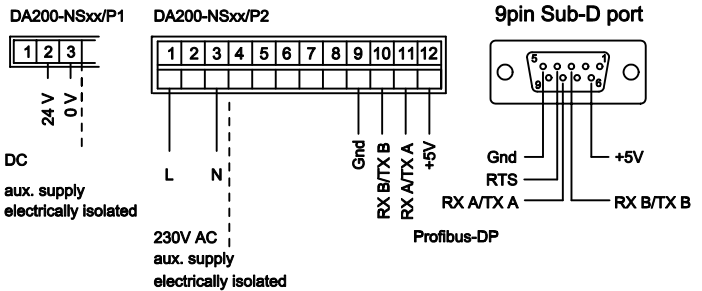 DA200-NSxx/P1
1 2 3
24 V
0 V
DC
aux. supply
electrically isolated
DA200-NSxx/P2
1 2 3 4 5 6 7 8 9 10 11 12
L
N
Gnd
RX B/TX B
RX A/TX A
+5V
230V AC
aux. supply
electrically isolated
Profibus-DP
9pin Sub-D port
5 1
9 6
Gnd
+5V
RTS
RX A/TX A
RX B/TX B